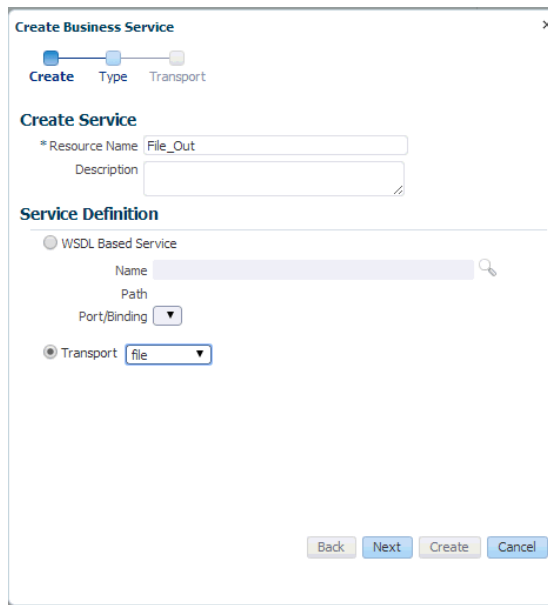 Create Business Service
Create Type Transport
Create Service
* Resource Name File_Out
Description
Service Definition
WSDL Based Service
Name
Path
Port/Binding
Transport file
Back Next Create Cancel